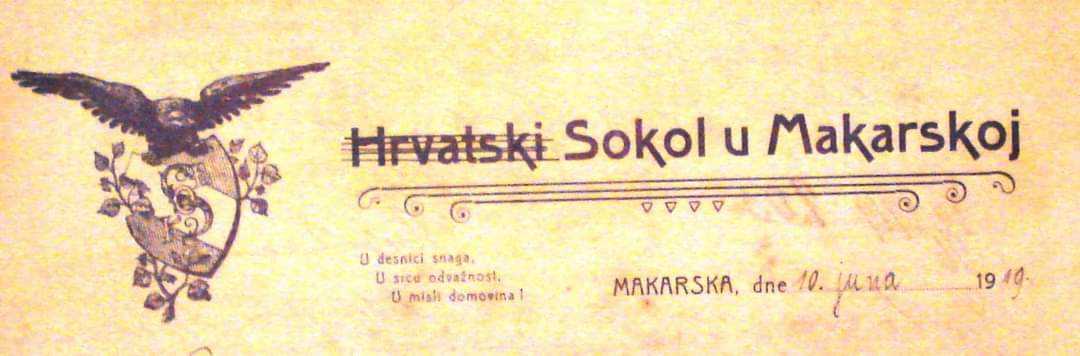 Hrvatski Sokol u Makarskoj
U desnici snaga,
U srcu odvažnost,
U misli domovina!
MAKARSKA, dne 10. juna 1919.